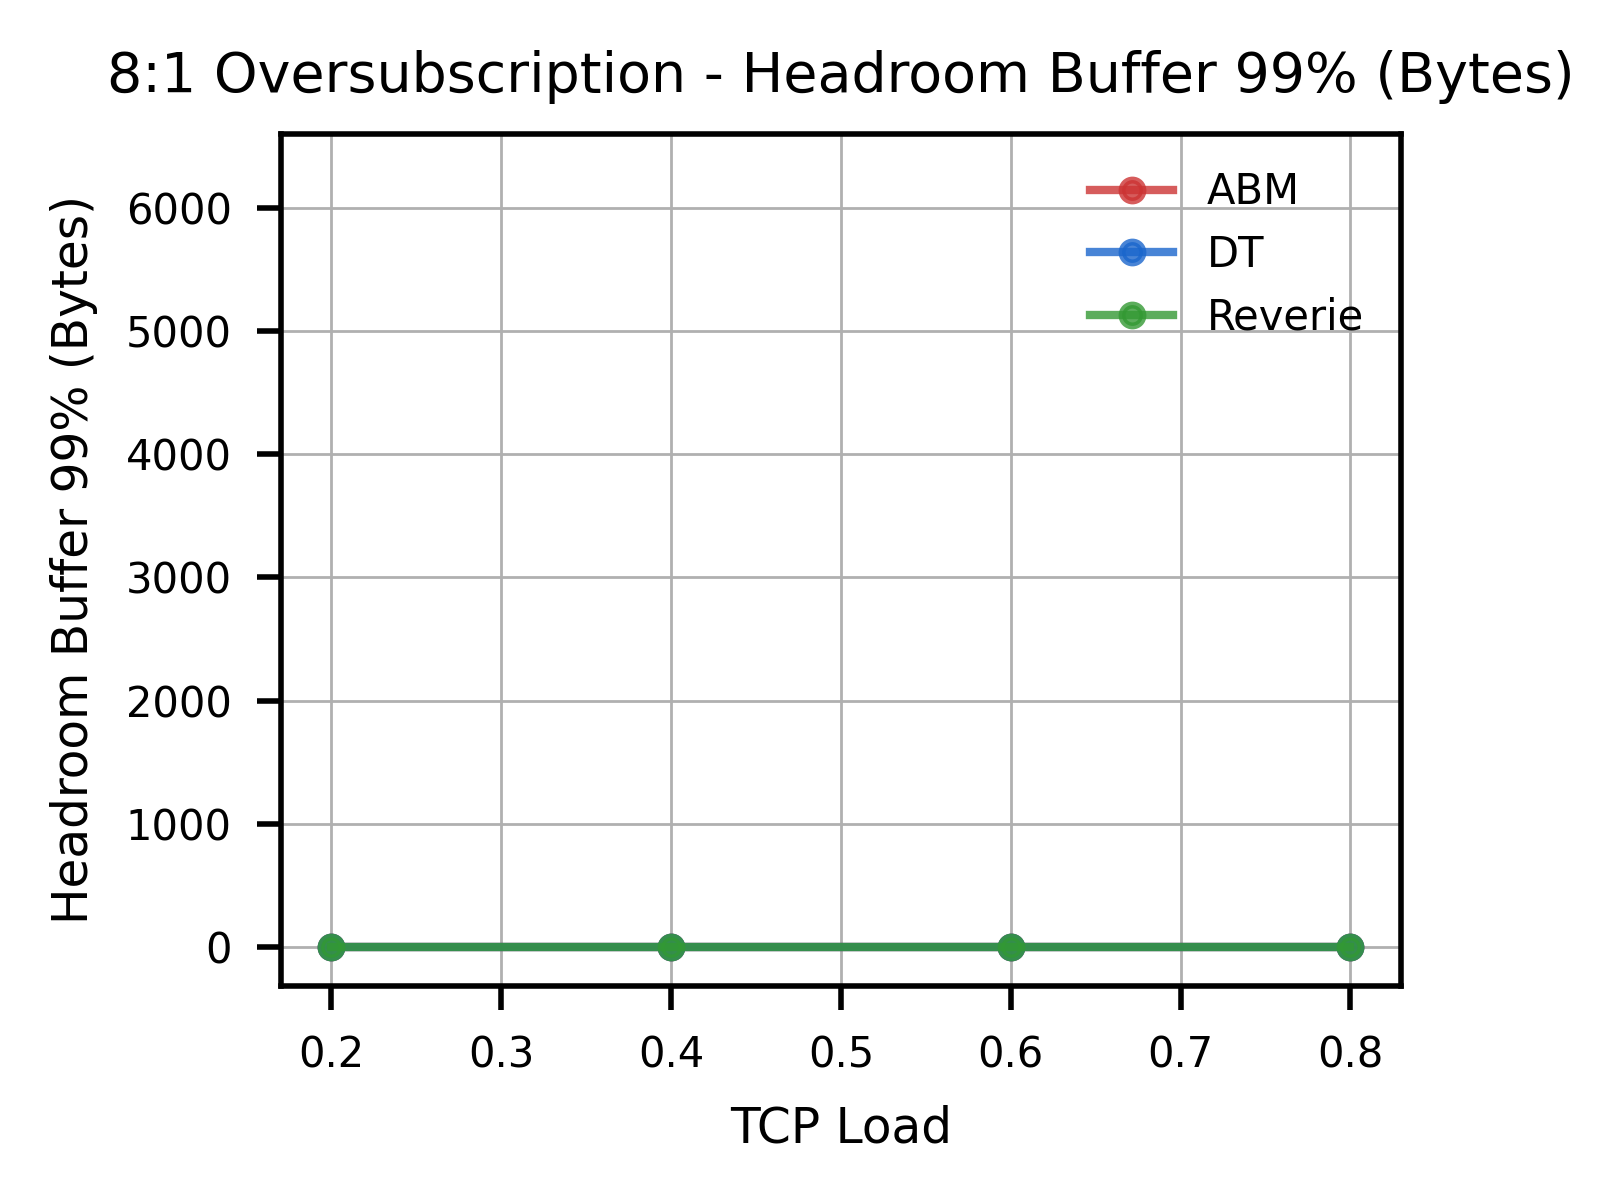 8:1 Oversubscription - Headroom Buffer 99% (Bytes)
Headroom Buffer 99% (Bytes)
6000
5000
4000
3000
2000
1000
0
ABM
DT
Reverie
0.2 0.3 0.4 0.5 0.6 0.7 0.8
TCP Load